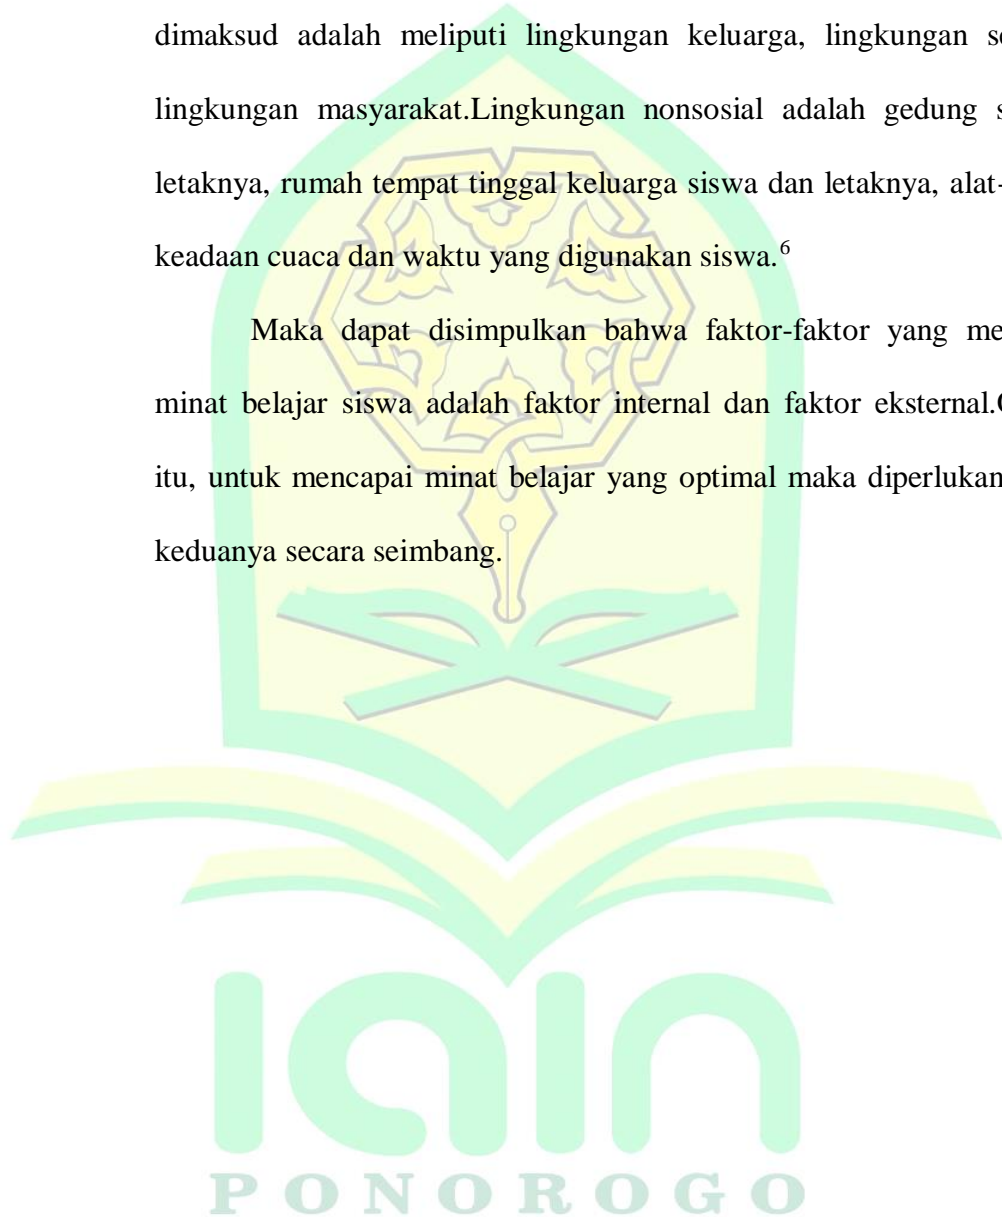 dimaksud adalah meliputi lingkungan keluarga, lingkungan se
lingkungan masyarakat.Lingkungan nonsosial adalah gedung s
letaknya, rumah tempat tinggal keluarga siswa dan letaknya, alat-
keadaan cuaca dan waktu yang digunakan siswa.⁶
Maka dapat disimpulkan bahwa faktor-faktor yang me
minat belajar siswa adalah faktor internal dan faktor eksternal.
itu, untuk mencapai minat belajar yang optimal maka diperlukan
keduanya secara seimbang.
iain
PONOROGO